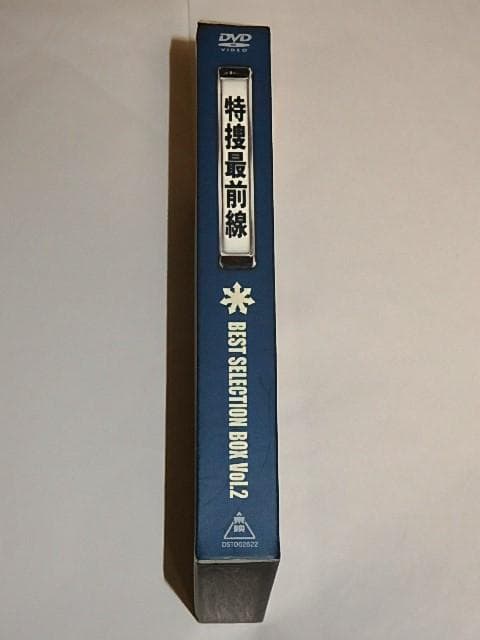 DVD
VIDEO
特捜最前線
BEST SELECTION BOX Vol.2
東映
DSTD02622